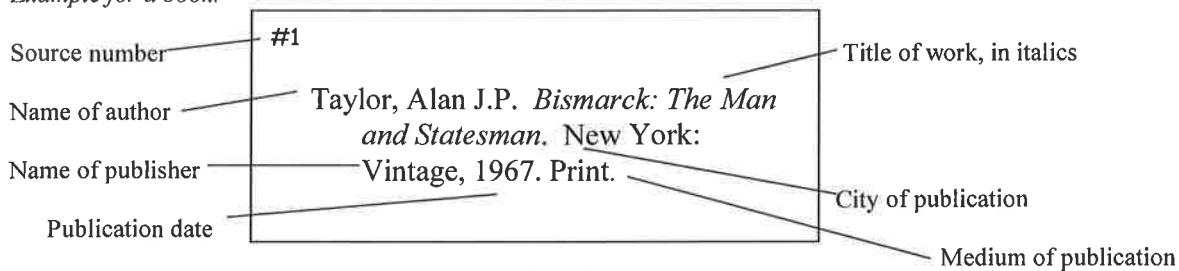 Example for a book:
#1
Source number
Title of work, in italics
Name of author
Taylor, Alan J.P. Bismarck: The Man
and Statesman. New York:
Name of publisher
Vintage, 1967. Print.
City of publication
Publication date
Medium of publication